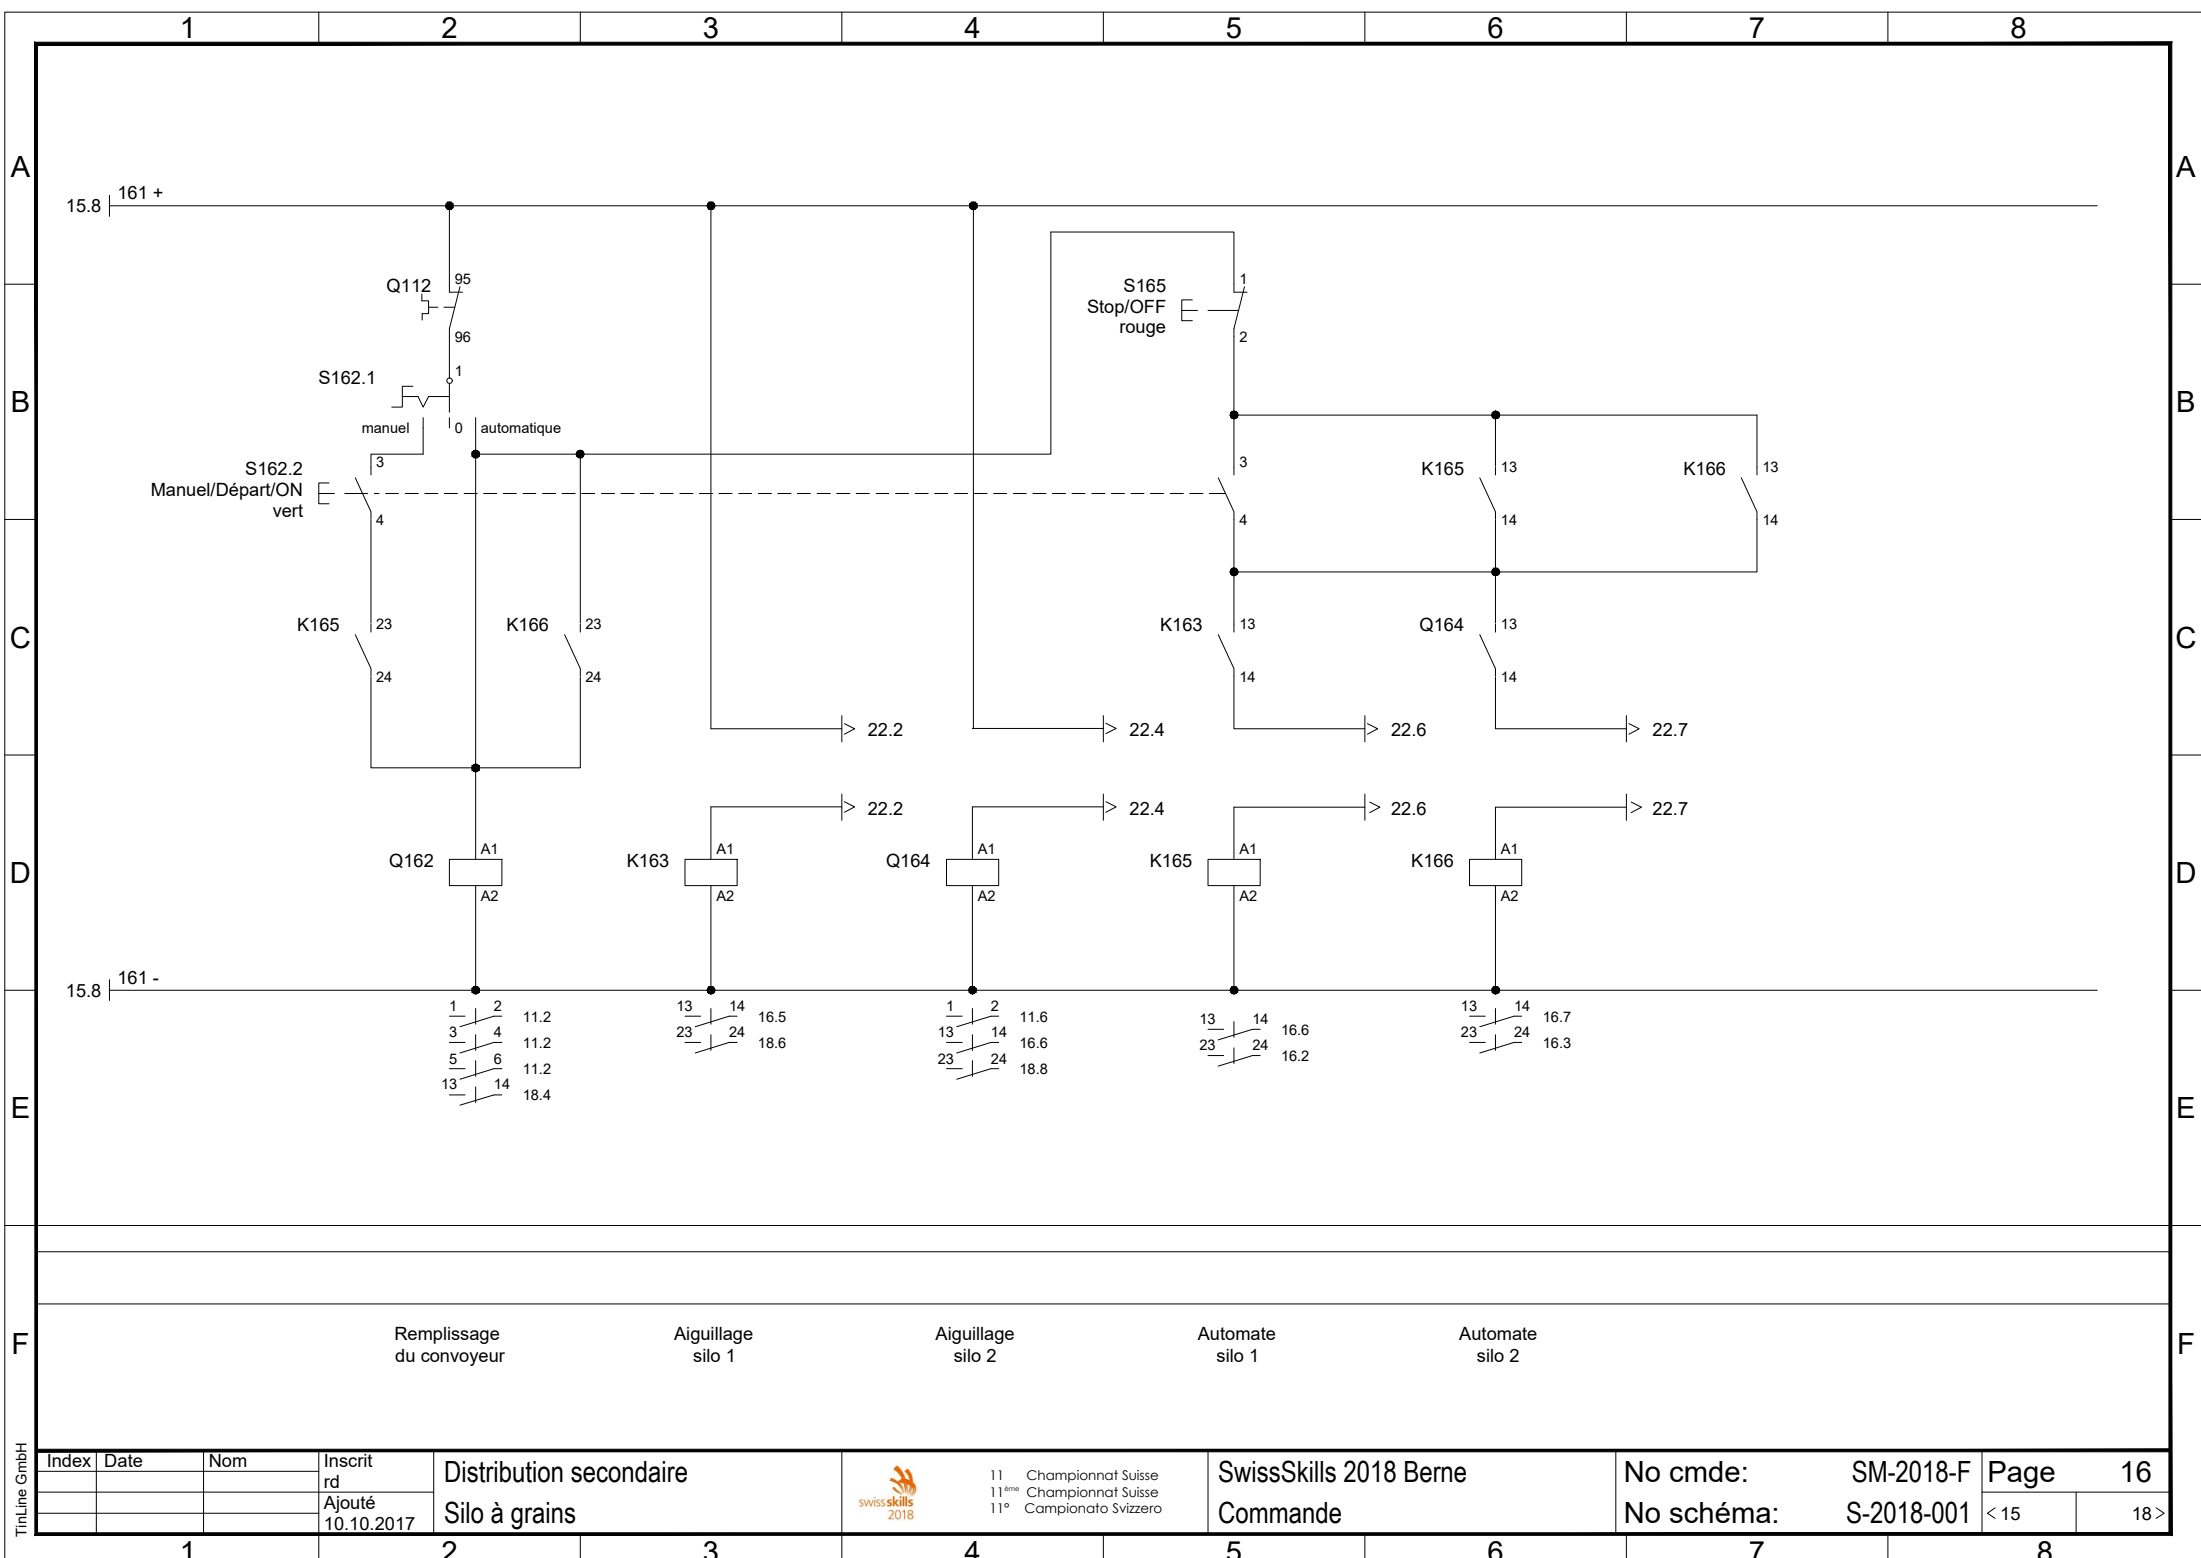 1 2 3 4 5 6 7 8
A A
161 +
15.8
Q112 95
96
S165
Stop/OFF
rouge
1
2
S162.1 1
manuel 0 automatique
B B
S162.2
Manuel/Départ/ON
vert
3
4
3
4
K165 13
14
K166 13
14
C C
K165 23
24
K166 23
24
K163 13
14
Q164 13
14
22.2 22.4 22.6 22.7
22.2 22.4 22.6 22.7
D D
Q162 A1
A2
K163 A1
A2
Q164 A1
A2
K165 A1
A2
K166 A1
A2
161 -
15.8
1 2 11.2
3 4 11.2
5 6 11.2
13 14 18.4
13 14 16.5
23 24 18.6
1 2 11.6
13 14 16.6
23 24 18.8
13 14 16.6
23 24 16.2
13 14 16.7
23 24 16.3
E E
F F
Remplissage
du convoyeur
Aiguillage
silo 1
Aiguillage
silo 2
Automate
silo 1
Automate
silo 2
TinLine GmbH
Index Date Nom Inscrit
rd
Ajouté
10.10.2017
Distribution secondaire
Silo à grains
swissskills
2018
11 Championnat Suisse
11ème Championnat Suisse
11° Campionato Svizzero
SwissSkills 2018 Berne
Commande
No cmde: SM-2018-F
No schéma: S-2018-001
Page 16
< 15 18 >
1 2 3 4 5 6 7 8